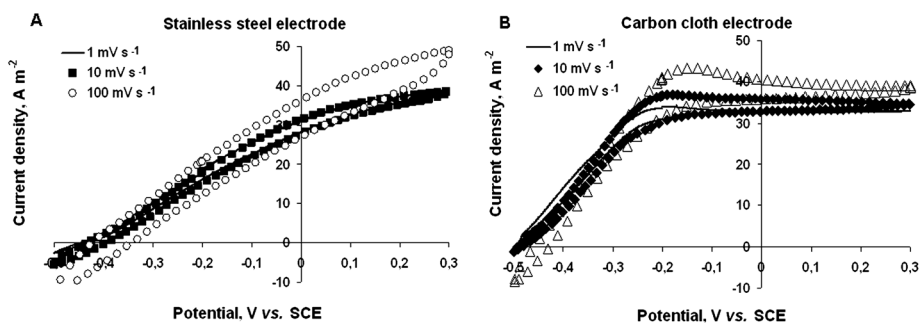 A
Stainless steel electrode
1 mV s⁻¹
10 mV s⁻¹
100 mV s⁻¹
Current density, A m⁻²
50
40
30
20
10
0
-10
-0,3
-0,2
-0,1
0
0,1
0,2
0,3
Potential, V vs. SCE
B
Carbon cloth electrode
1 mV s⁻¹
10 mV s⁻¹
100 mV s⁻¹
Current density, A m⁻²
50
40
30
20
10
0
-10
-0,5
-0,4
-0,3
-0,2
-0,1
0
0,1
0,2
0,3
Potential, V vs. SCE